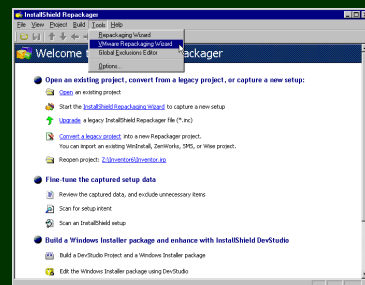 InstallShield Repackager
File View Project Build Tools Help
Repackaging Wizard
VMware Repackaging Wizard
Global Exclusions Editor
Options...
Welcome t ackager
Open an existing project, convert from a legacy project, or capture a new setup:
Open an existing project
Start the InstallShield Repackaging Wizard to capture a new setup
Upgrade a legacy InstallShield Repackager file (*.inc)
Convert a legacy project into a new Repackager project.
You can import an existing WinInstall, ZenWorks, SMS, or Wise project.
Reopen project: Z:\Inventor6\Inventor.irp
Fine-tune the captured setup data
Review the captured data, and exclude unnecessary items
Scan for setup intent
Scan an InstallShield setup
Build a Windows Installer package and enhance with InstallShield DevStudio
Build a DevStudio Project and a Windows Installer package
Edit the Windows Installer package using DevStudio